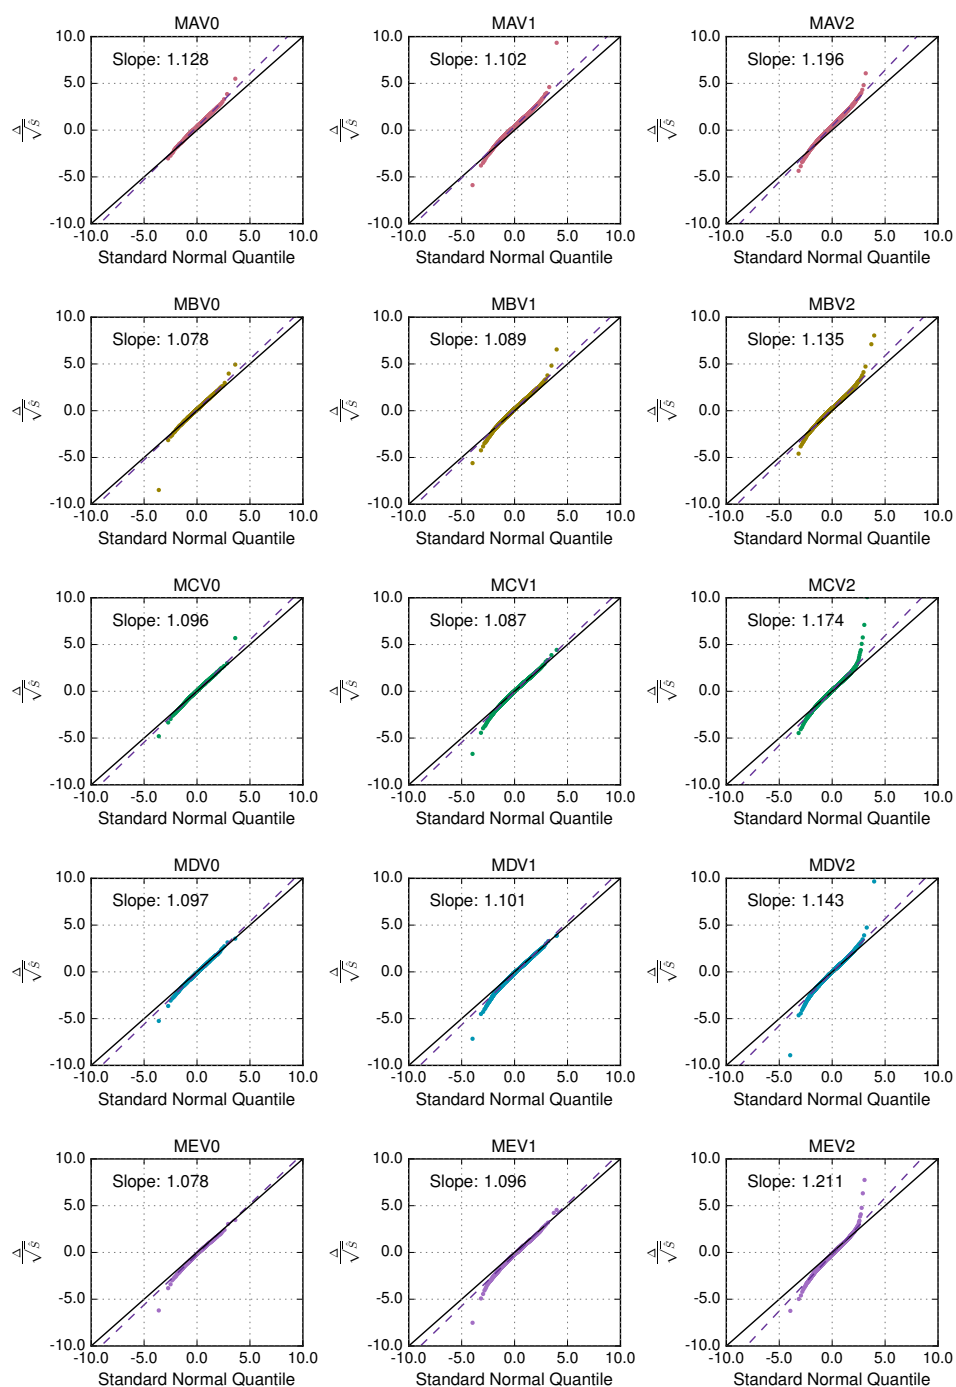 MAV0 MAV1 MAV2
10.0 10.0 10.0
Slope: 1.128 Slope: 1.102 Slope: 1.196
5.0 5.0 5.0
0.0 0.0 0.0
-5.0 -5.0 -5.0
-10.0 -10.0 -10.0
-10.0 -5.0 0.0 5.0 10.0 -10.0 -5.0 0.0 5.0 10.0 -10.0 -5.0 0.0 5.0 10.0
Standard Normal Quantile Standard Normal Quantile Standard Normal Quantile
MBV0 MBV1 MBV2
10.0 10.0 10.0
Slope: 1.078 Slope: 1.089 Slope: 1.135
5.0 5.0 5.0
0.0 0.0 0.0
-5.0 -5.0 -5.0
-10.0 -10.0 -10.0
-10.0 -5.0 0.0 5.0 10.0 -10.0 -5.0 0.0 5.0 10.0 -10.0 -5.0 0.0 5.0 10.0
Standard Normal Quantile Standard Normal Quantile Standard Normal Quantile
MCV0 MCV1 MCV2
10.0 10.0 10.0
Slope: 1.096 Slope: 1.087 Slope: 1.174
5.0 5.0 5.0
0.0 0.0 0.0
-5.0 -5.0 -5.0
-10.0 -10.0 -10.0
-10.0 -5.0 0.0 5.0 10.0 -10.0 -5.0 0.0 5.0 10.0 -10.0 -5.0 0.0 5.0 10.0
Standard Normal Quantile Standard Normal Quantile Standard Normal Quantile
MDV0 MDV1 MDV2
10.0 10.0 10.0
Slope: 1.097 Slope: 1.101 Slope: 1.143
5.0 5.0 5.0
0.0 0.0 0.0
-5.0 -5.0 -5.0
-10.0 -10.0 -10.0
-10.0 -5.0 0.0 5.0 10.0 -10.0 -5.0 0.0 5.0 10.0 -10.0 -5.0 0.0 5.0 10.0
Standard Normal Quantile Standard Normal Quantile Standard Normal Quantile
MEV0 MEV1 MEV2
10.0 10.0 10.0
Slope: 1.078 Slope: 1.096 Slope: 1.211
5.0 5.0 5.0
0.0 0.0 0.0
-5.0 -5.0 -5.0
-10.0 -10.0 -10.0
-10.0 -5.0 0.0 5.0 10.0 -10.0 -5.0 0.0 5.0 10.0 -10.0 -5.0 0.0 5.0 10.0
Standard Normal Quantile Standard Normal Quantile Standard Normal Quantile